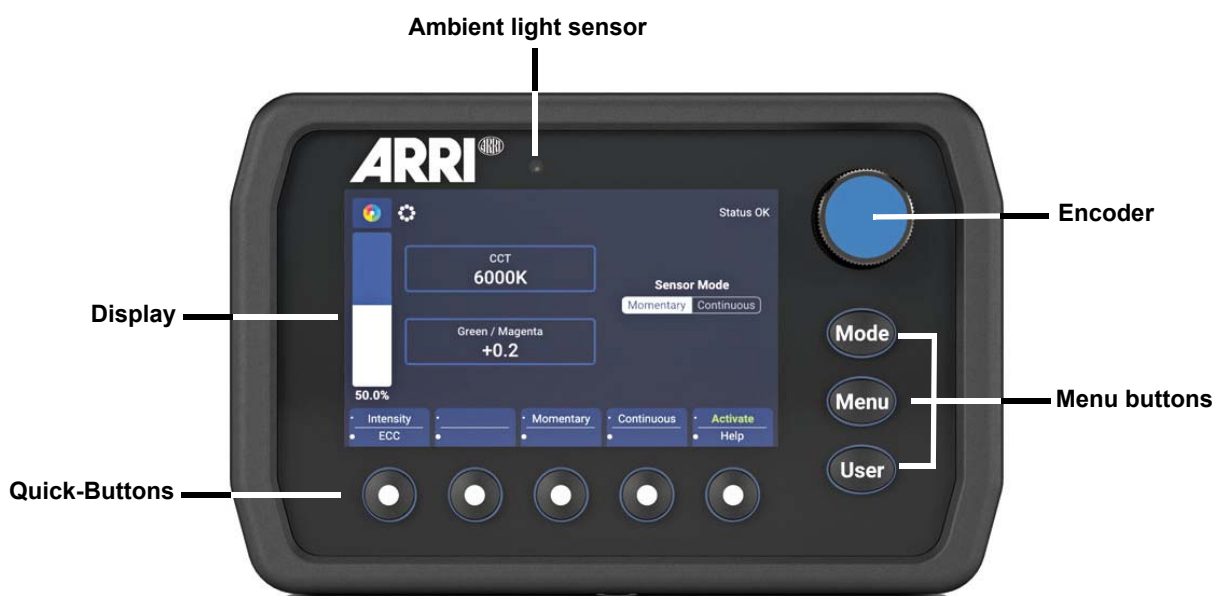 Ambient light sensor
ARRI®
ARRI
Status OK
CCT
6000K
Sensor Mode
Momentary Continuous
Green / Magenta
+0.2
50.0%
Intensity Momentary Continuous Activate
ECC Help
Mode
Menu
User
Encoder
Display
Menu buttons
Quick-Buttons